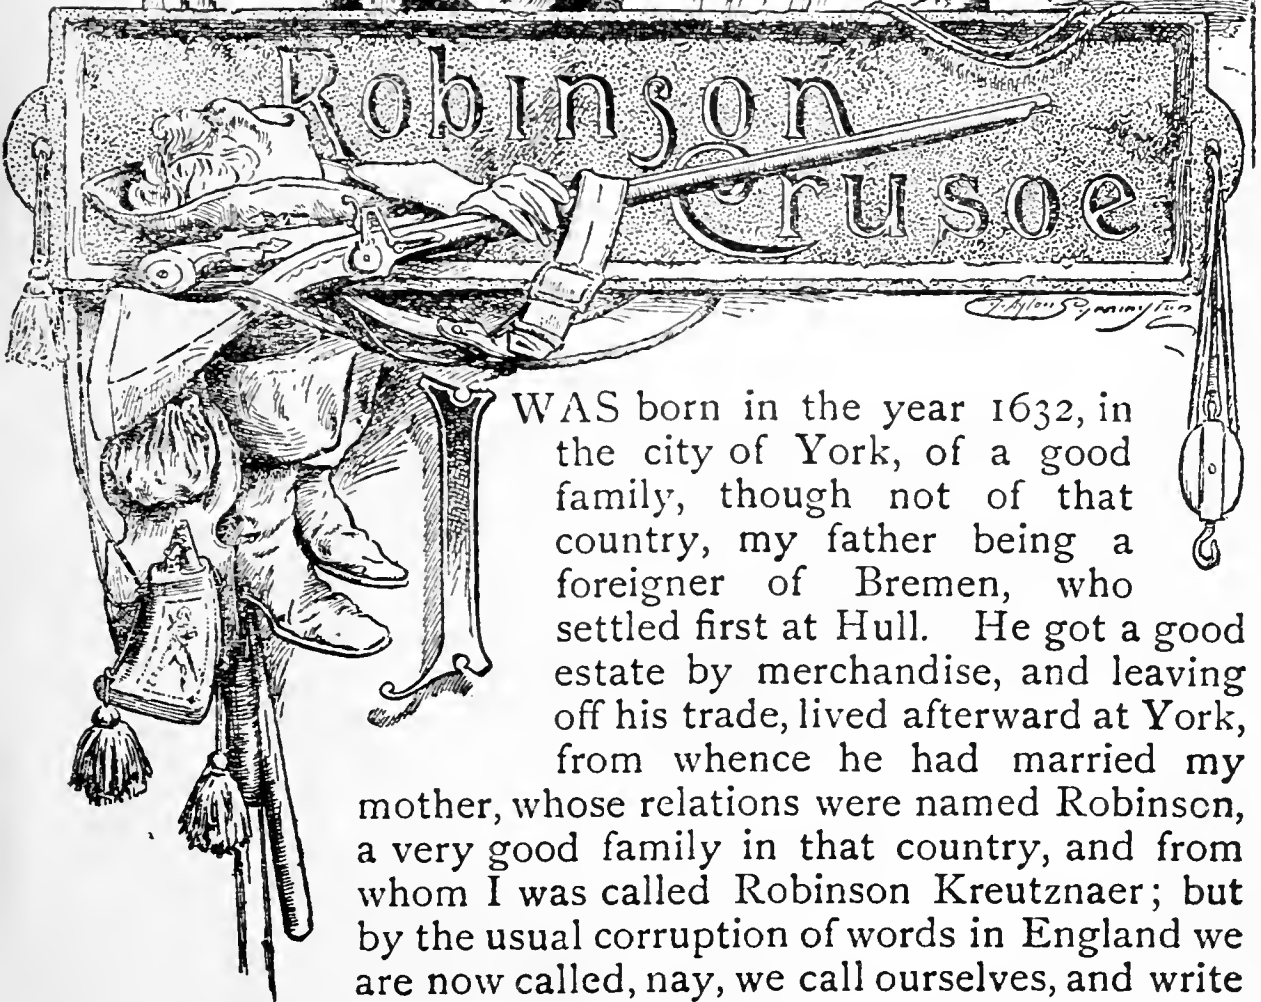 Robinson
Crusoe
I WAS born in the year 1632, in
the city of York, of a good
family, though not of that
country, my father being a
foreigner of Bremen, who
settled first at Hull. He got a good
estate by merchandise, and leaving
off his trade, lived afterward at York,
from whence he had married my
mother, whose relations were named Robinson,
a very good family in that country, and from
whom I was called Robinson Kreutznaer; but
by the usual corruption of words in England we
are now called, nay, we call ourselves, and write